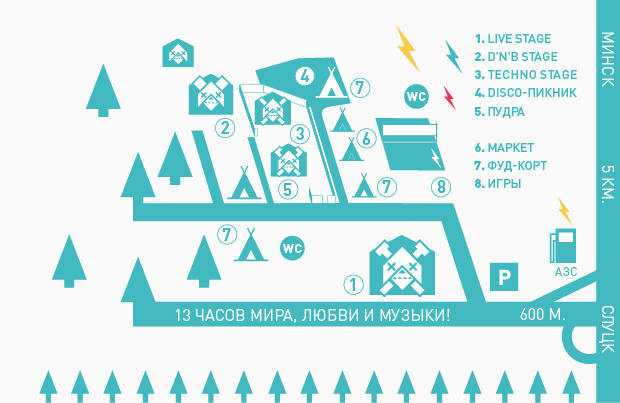 1. LIVE STAGE
2. D'N'B STAGE
3. TECHNO STAGE
4. DISCO-ПИКНИК
5. ПУДРА
6. МАРКЕТ
7. ФУД-КОРТ
8. ИГРЫ
МИНСК
5 КМ.
СЛУЦК
4
7
WC
2
3
6
5
7
8
7
WC
1
P
АЗС
13 ЧАСОВ МИРА, ЛЮБВИ И МУЗЫКИ!
600 М.